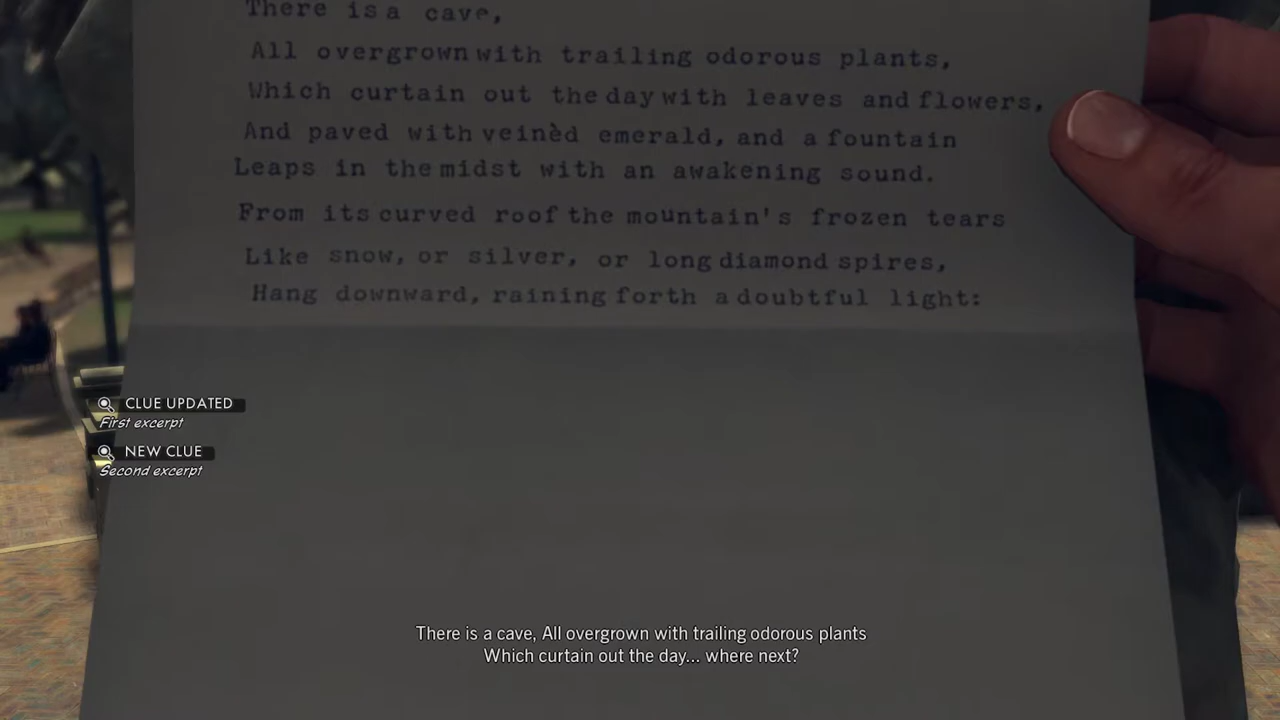 There is a cave,
All overgrown with trailing odorous plants,
Which curtain out the day with leaves and flowers,
And paved with veinèd emerald, and a fountain
Leaps in the midst with an awakening sound.
From its curved roof the mountain's frozen tears
Like snow, or silver, or long diamond spires,
Hang downward, raining forth a doubtful light:
CLUE UPDATED
First excerpt
NEW CLUE
Second excerpt
There is a cave, All overgrown with trailing odorous plants
Which curtain out the day... where next?